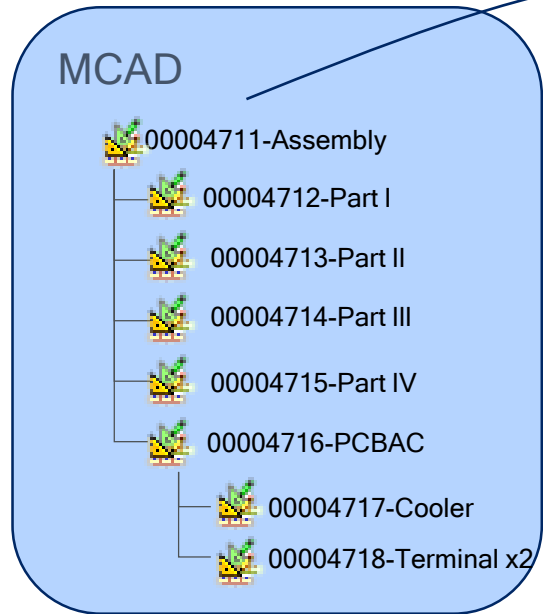 MCAD
00004711-Assembly
00004712-Part I
00004713-Part II
00004714-Part III
00004715-Part IV
00004716-PCBAC
00004717-Cooler
00004718-Terminal x2